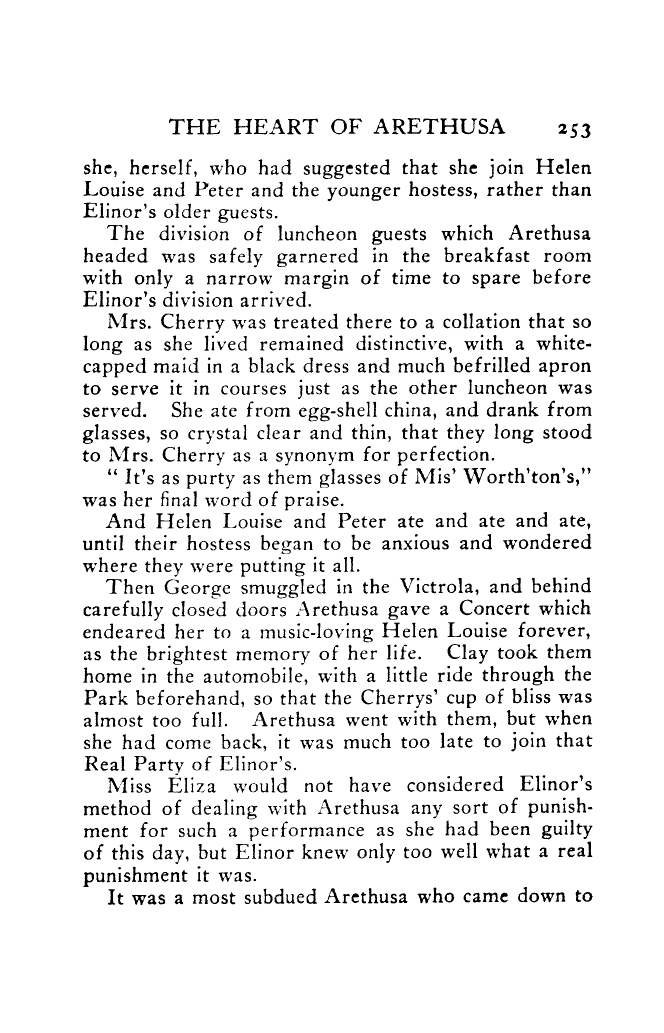 THE HEART OF ARETHUSA 253
she, herself, who had suggested that she join Helen
Louise and Peter and the younger hostess, rather than
Elinor's older guests.
The division of luncheon guests which Arethusa
headed was safely garnered in the breakfast room
with only a narrow margin of time to spare before
Elinor's division arrived.
Mrs. Cherry was treated there to a collation that so
long as she lived remained distinctive, with a white-
capped maid in a black dress and much befrilled apron
to serve it in courses just as the other luncheon was
served. She ate from egg-shell china, and drank from
glasses, so crystal clear and thin, that they long stood
to Mrs. Cherry as a synonym for perfection.
" It's as purty as them glasses of Mis' Worth'ton's,"
was her final word of praise.
And Helen Louise and Peter ate and ate and ate,
until their hostess began to be anxious and wondered
where they were putting it all.
Then George smuggled in the Victrola, and behind
carefully closed doors Arethusa gave a Concert which
endeared her to a music-loving Helen Louise forever,
as the brightest memory of her life. Clay took them
home in the automobile, with a little ride through the
Park beforehand, so that the Cherrys' cup of bliss was
almost too full. Arethusa went with them, but when
she had come back, it was much too late to join that
Real Party of Elinor's.
Miss Eliza would not have considered Elinor's
method of dealing with Arethusa any sort of punish-
ment for such a performance as she had been guilty
of this day, but Elinor knew only too well what a real
punishment it was.
It was a most subdued Arethusa who came down to